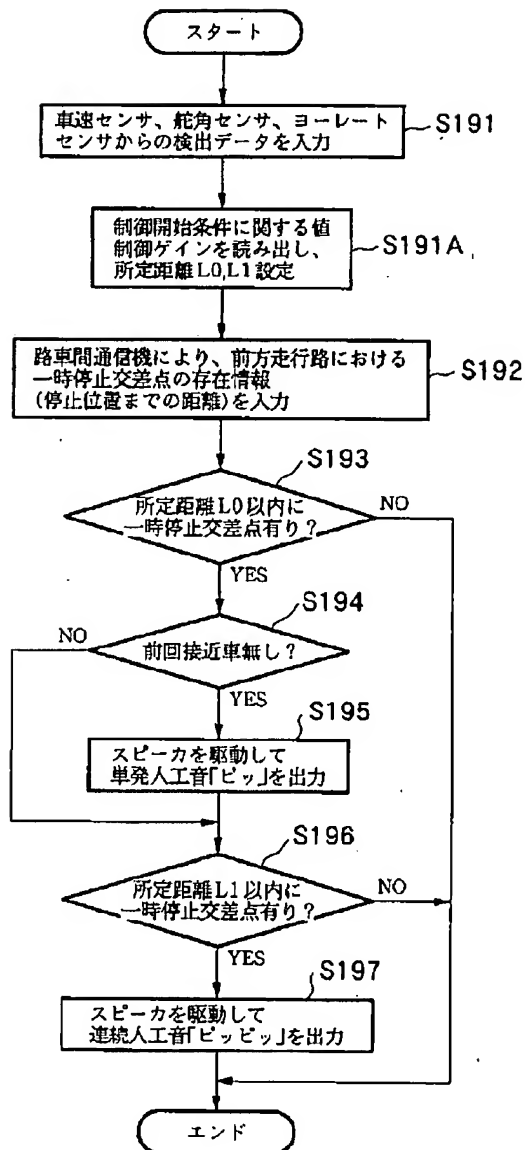 スタート
車速センサ、舵角センサ、ヨーレート
センサからの検出データを入力
S191
制御開始条件に関する値
制御ゲインを読み出し、
所定距離L0,L1設定
S191A
路車間通信機により、前方走行路における
一時停止交差点の存在情報
(停止位置までの距離)を入力
S192
S193
所定距離L0以内に
一時停止交差点有り？
NO
YES
S194
NO
前回接近車無し？
YES
S195
スピーカを駆動して
単発人工音「ピッ」を出力
S196
所定距離L1以内に
一時停止交差点有り？
NO
YES
S197
スピーカを駆動して
連続人工音「ピッピッ」を出力
エンド